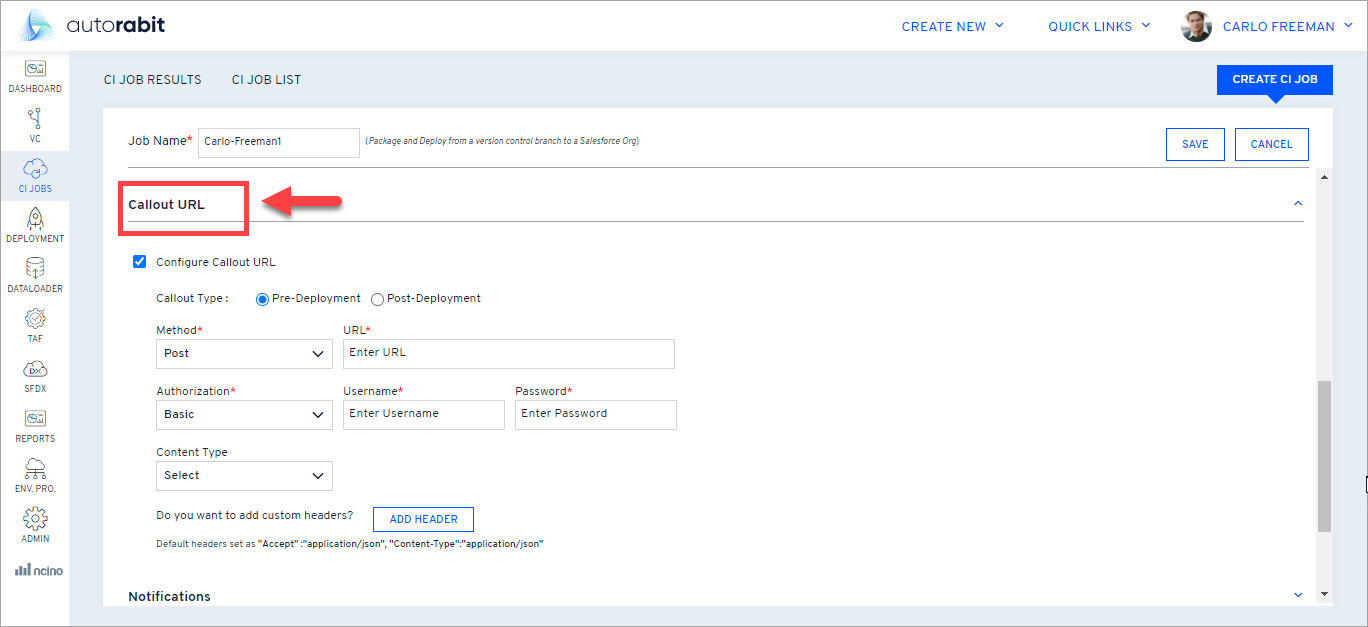 autorabit
CREATE NEW
QUICK LINKS
CARLO FREEMAN
DASHBOARD
VC
CI JOBS
DEPLOYMENT
DATALOADER
TAF
SFDX
REPORTS
ENV. PRO.
ADMIN
ncino
CI JOB RESULTS CI JOB LIST
CREATE CI JOB
Job Name* Carlo-Freeman1 (Package and Deploy from a version control branch to a Salesforce Org)
SAVE CANCEL
Callout URL
Configure Callout URL
Callout Type : Pre-Deployment Post-Deployment
Method* URL*
Post Enter URL
Authorization* Username* Password*
Basic Enter Username Enter Password
Content Type
Select
Do you want to add custom headers? ADD HEADER
Default headers set as "Accept" :"application/json", "Content-Type":"application/json"
Notifications